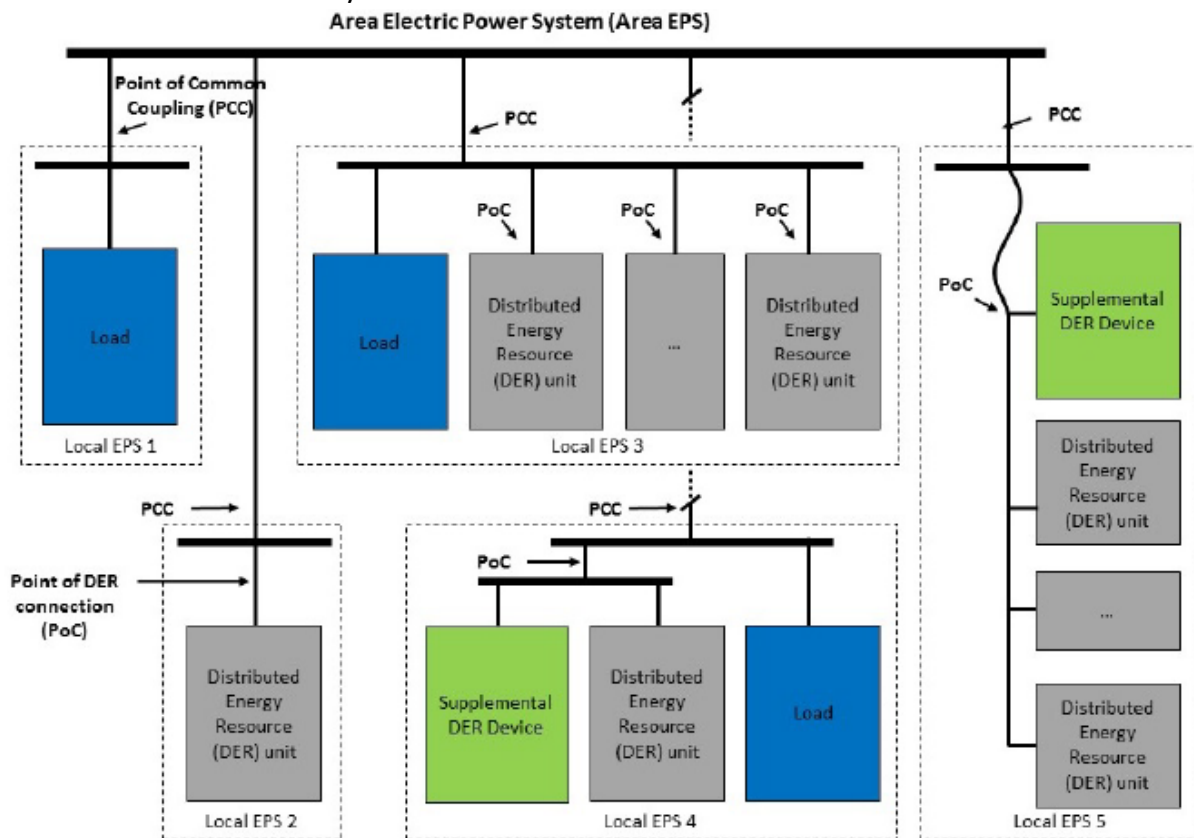 Area Electric Power System (Area EPS)
Point of Common
Coupling (PCC)
PCC
PCC
PoC
PoC
PoC
Load
Local EPS 1
Load
Distributed
Energy
Resource
(DER) unit
...
Distributed
Energy
Resource
(DER) unit
Local EPS 3
PoC
Supplemental
DER Device
Distributed
Energy
Resource
(DER) unit
...
Distributed
Energy
Resource
(DER) unit
Local EPS 5
PCC
Point of DER
connection
(PoC)
Distributed
Energy
Resource
(DER) unit
Local EPS 2
PCC
PoC
Supplemental
DER Device
Distributed
Energy
Resource
(DER) unit
Load
Local EPS 4